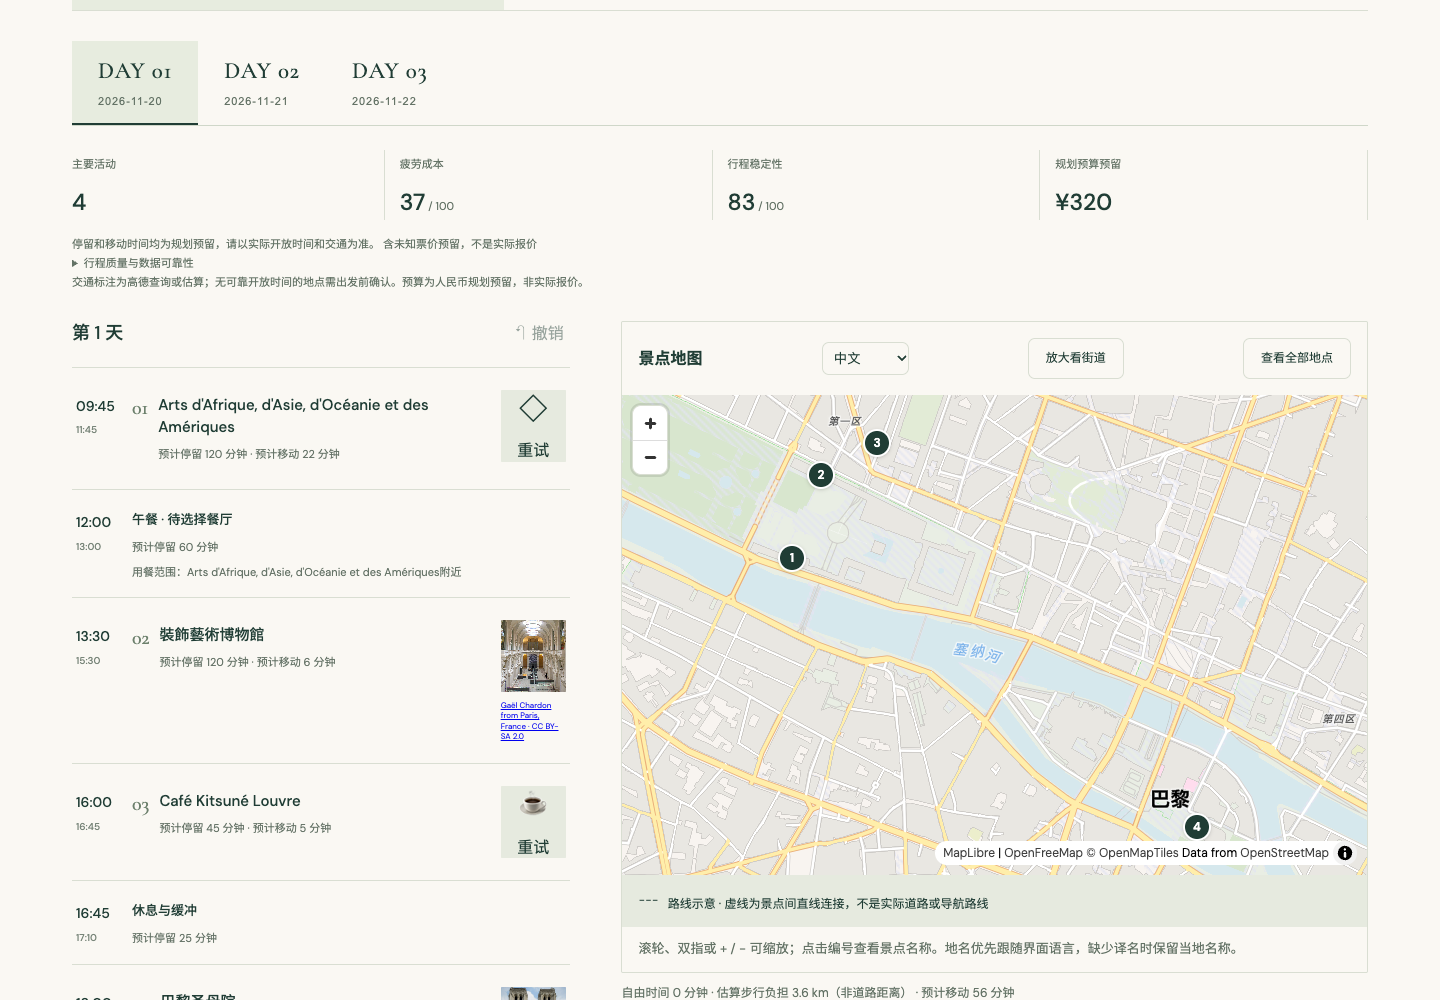 DAY 01
2026-11-20
DAY 02
2026-11-21
DAY 03
2026-11-22
主要活动
4
疲劳成本
37 / 100
行程稳定性
83 / 100
规划预算预留
¥320
停留和移动时间均为规划预留，请以实际开放时间和交通为准。 含未知票价预留，不是实际报价
行程质量与数据可靠性
交通标注为高德查询或估算；无可靠开放时间的地点需出发前确认。预算为人民币规划预留，非实际报价。
第 1 天
撤销
09:45
11:45
01
Arts d'Afrique, d'Asie, d'Océanie et des
Amériques
预计停留 120 分钟 · 预计移动 22 分钟
重试
12:00
13:00
午餐 · 待选择餐厅
预计停留 60 分钟
用餐范围：Arts d'Afrique, d'Asie, d'Océanie et des Amériques附近
13:30
15:30
02
裝飾藝術博物館
预计停留 120 分钟 · 预计移动 6 分钟
Gaël Chardon
from Paris,
France · CC BY-
SA 2.0
16:00
16:45
03
Café Kitsuné Louvre
预计停留 45 分钟 · 预计移动 5 分钟
重试
16:45
17:10
休息与缓冲
预计停留 25 分钟
巴黎圣母院
景点地图
中文
放大看街道
查看全部地点
+
−
第一区
3
2
1
塞纳河
第四区
巴黎
4
MapLibre | OpenFreeMap © OpenMapTiles Data from OpenStreetMap
--- 路线示意 · 虚线为景点间直线连接，不是实际道路或导航路线
滚轮、双指或 + / − 可缩放；点击编号查看景点名称。地名优先跟随界面语言，缺少译名时保留当地名称。
自由时间 0 分钟 · 估算步行负担 3.6 km（非道路距离） · 预计移动 56 分钟